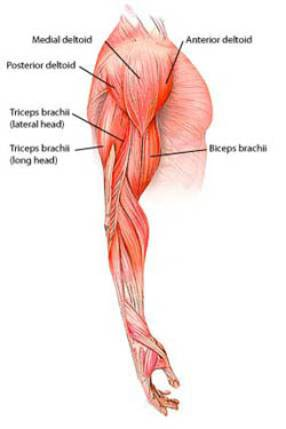 Medial deltoid
Anterior deltoid
Posterior deltoid
Triceps brachii
(lateral head)
Triceps brachii
(long head)
Biceps brachii